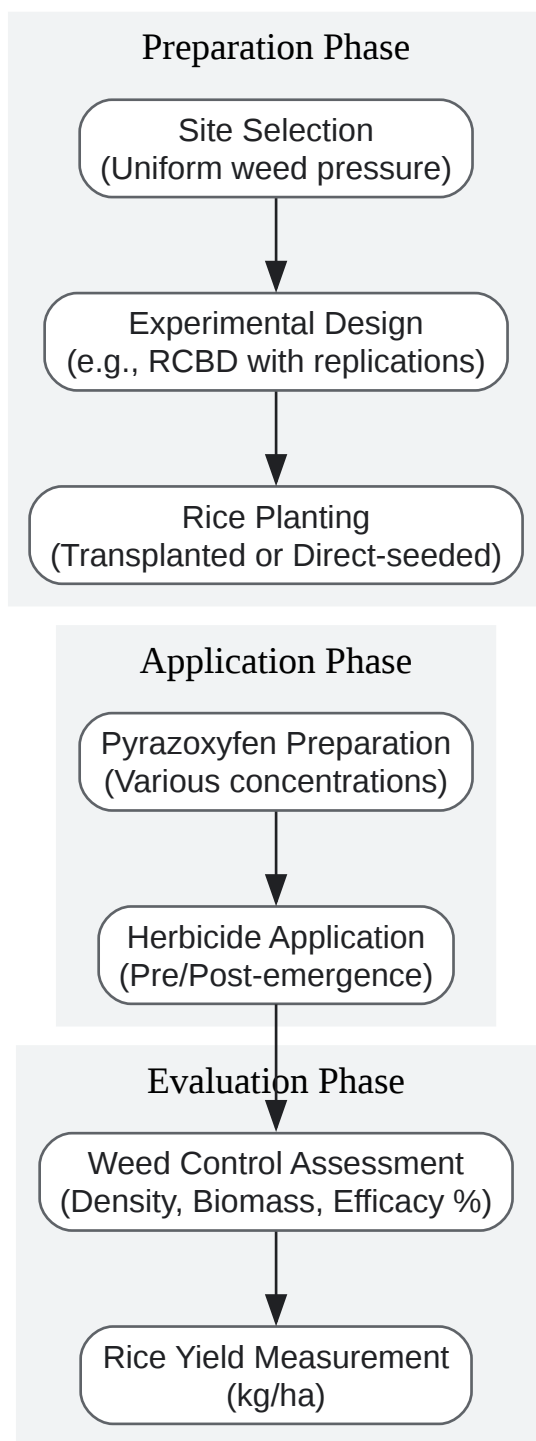 Preparation Phase
Site Selection
(Uniform weed pressure)
Experimental Design
(e.g., RCBD with replications)
Rice Planting
(Transplanted or Direct-seeded)
Application Phase
Pyrazoxyfen Preparation
(Various concentrations)
Herbicide Application
(Pre/Post-emergence)
Evaluation Phase
Weed Control Assessment
(Density, Biomass, Efficacy %)
Rice Yield Measurement
(kg/ha)